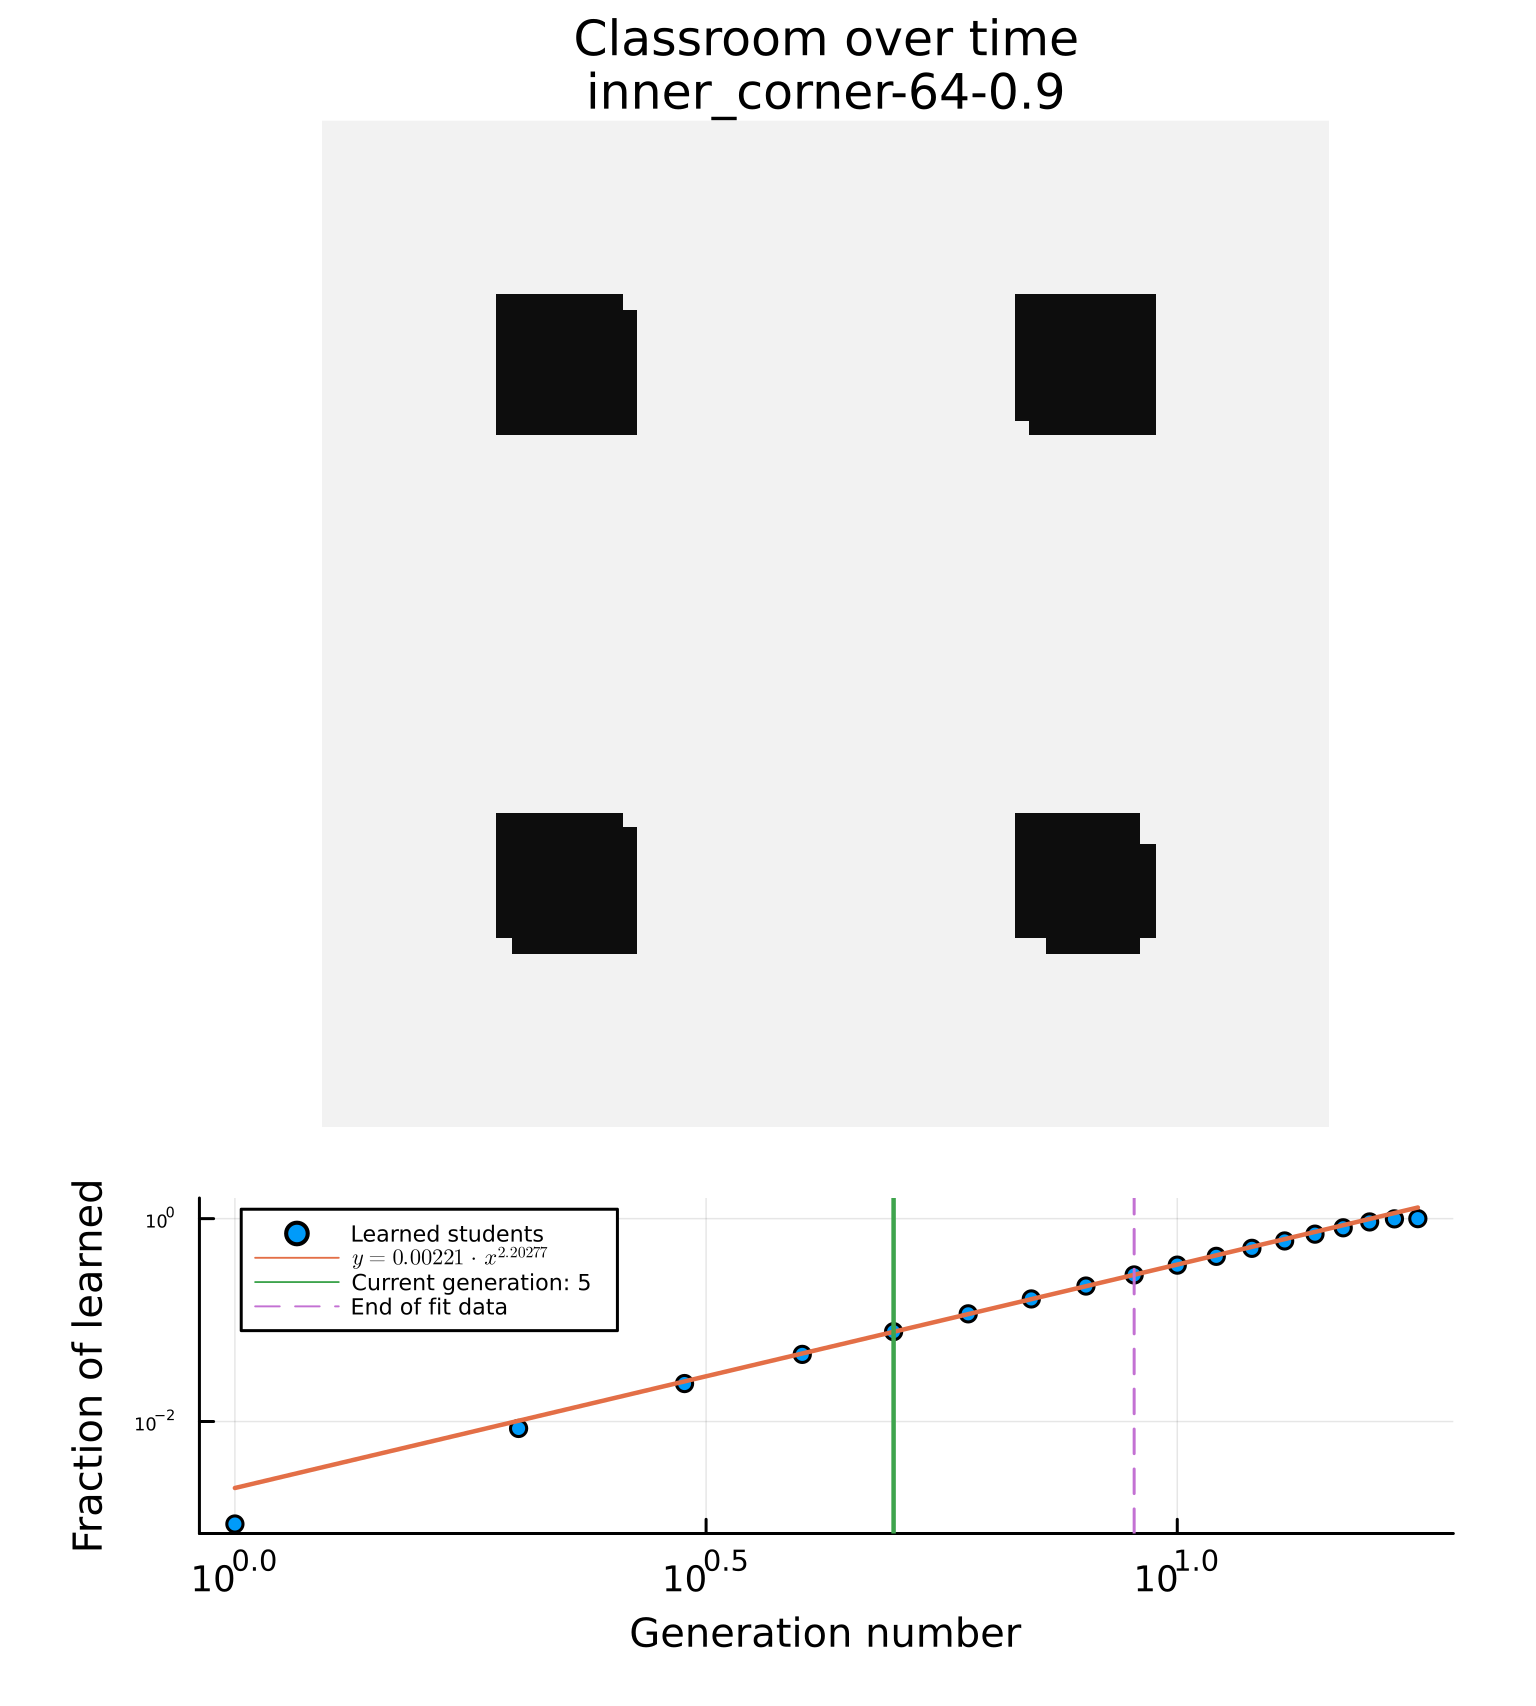 Classroom over time
inner_corner-64-0.9
Fraction of learned
10^0
10^−2
Learned students
y = 0.00221 · x^2.20277
Current generation: 5
End of fit data
10^0.0
10^0.5
10^1.0
Generation number